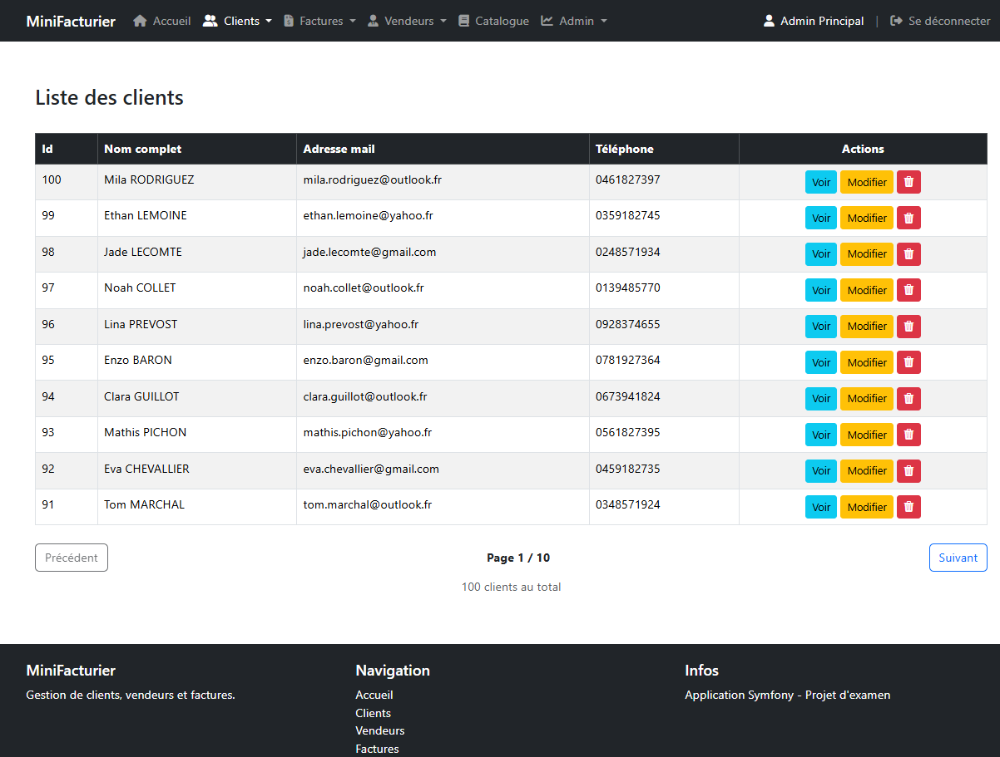 MiniFacturier Accueil Clients Factures Vendeurs Catalogue Admin Admin Principal | Se déconnecter
Liste des clients
Id Nom complet Adresse mail Téléphone Actions
100 Mila RODRIGUEZ mila.rodriguez@outlook.fr 0461827397 Voir Modifier
99 Ethan LEMOINE ethan.lemoine@yahoo.fr 0359182745 Voir Modifier
98 Jade LECOMTE jade.lecomte@gmail.com 0248571934 Voir Modifier
97 Noah COLLET noah.collet@outlook.fr 0139485770 Voir Modifier
96 Lina PREVOST lina.prevost@yahoo.fr 0928374655 Voir Modifier
95 Enzo BARON enzo.baron@gmail.com 0781927364 Voir Modifier
94 Clara GUILLOT clara.guillot@outlook.fr 0673941824 Voir Modifier
93 Mathis PICHON mathis.pichon@yahoo.fr 0561827395 Voir Modifier
92 Eva CHEVALLIER eva.chevallier@gmail.com 0459182735 Voir Modifier
91 Tom MARCHAL tom.marchal@outlook.fr 0348571924 Voir Modifier
Précédent Page 1 / 10 Suivant
100 clients au total
MiniFacturier Navigation Infos
Gestion de clients, vendeurs et factures. Accueil Application Symfony - Projet d'examen
Clients
Vendeurs
Factures